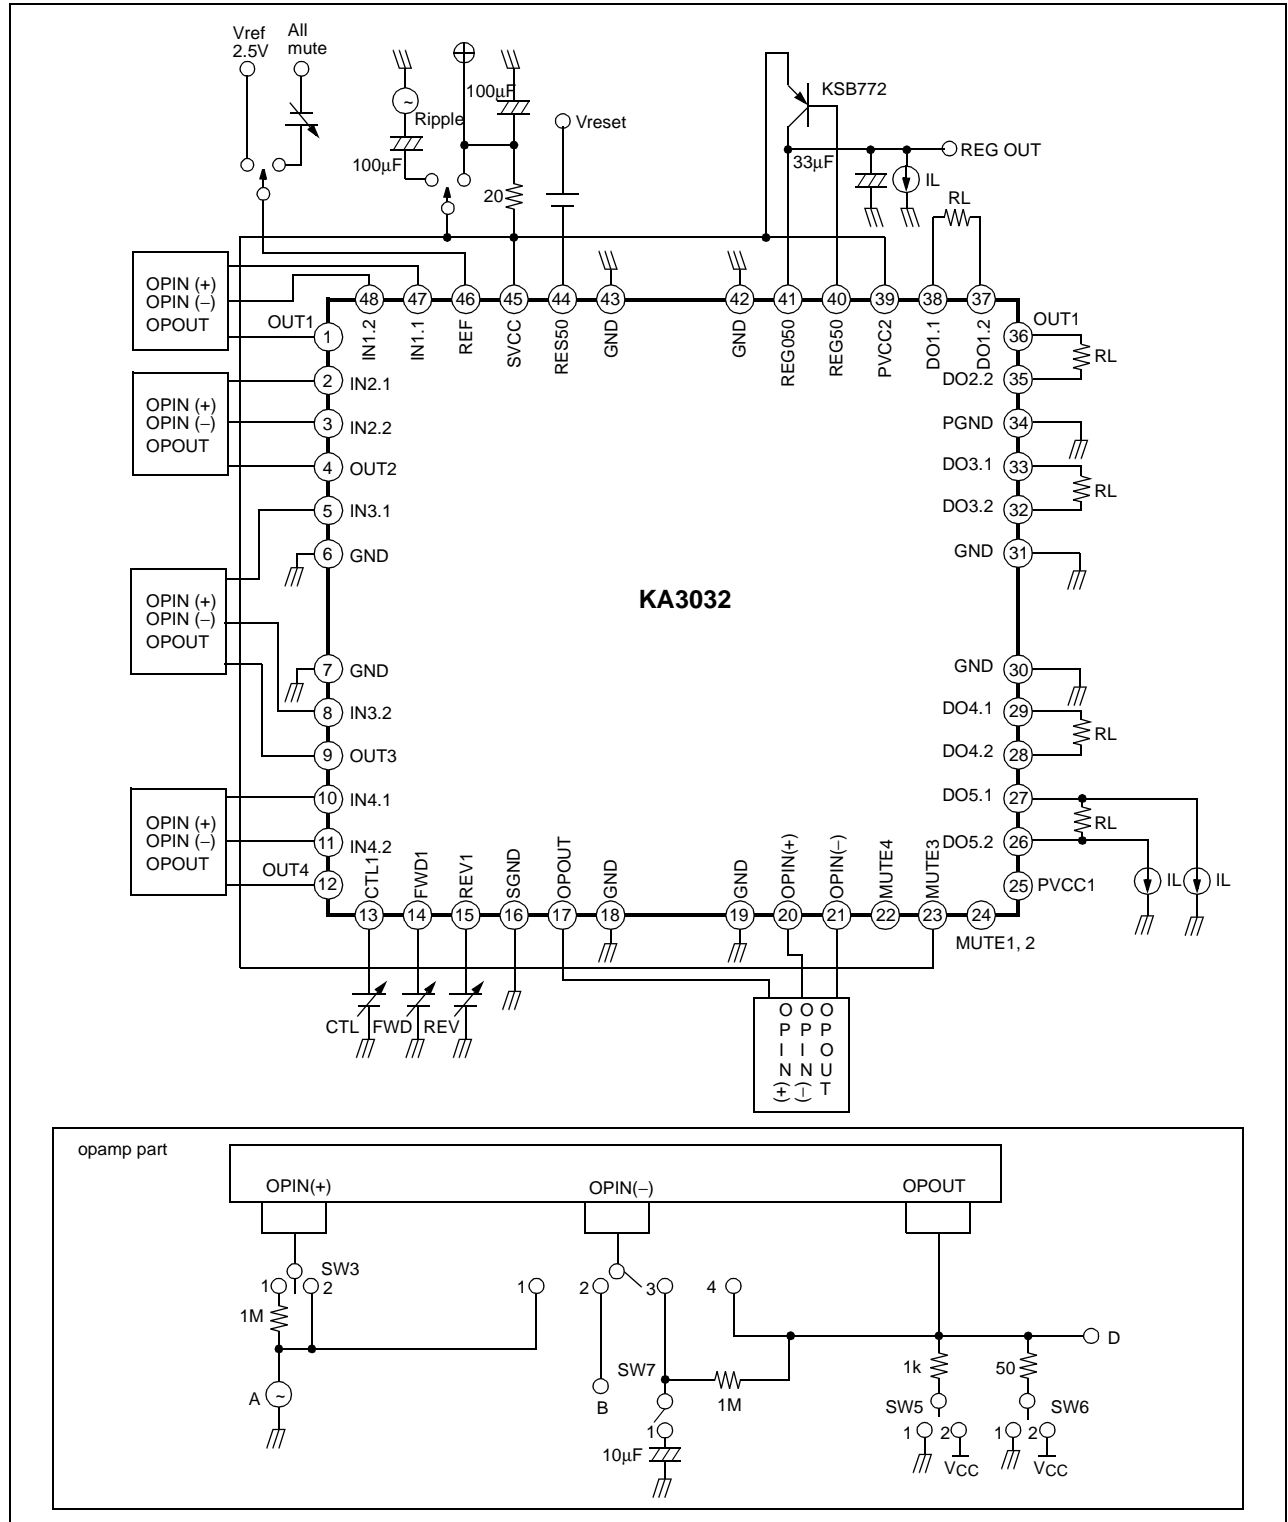 Vref
2.5V
All
mute
100µF
Ripple
100µF
20
Vreset
KSB772
33µF
REG OUT
IL
RL
OPIN (+)
OPIN (−)
OPOUT
OUT1
48
47
46
45
44
43
42
41
40
39
38
37
IN1.2
IN1.1
REF
SVCC
RES50
GND
GND
REG050
REG50
PVCC2
DO1.1
DO1.2
1
36
OUT1
RL
2
IN2.1
35
DO2.2
OPIN (+)
OPIN (−)
OPOUT
3
IN2.2
34
PGND
4
OUT2
33
DO3.1
RL
5
IN3.1
32
DO3.2
6
GND
31
GND
KA3032
OPIN (+)
OPIN (−)
OPOUT
7
GND
30
GND
8
IN3.2
29
DO4.1
RL
9
OUT3
28
DO4.2
10
IN4.1
27
DO5.1
OPIN (+)
OPIN (−)
OPOUT
11
IN4.2
26
DO5.2
RL
OUT4
12
25
PVCC1
IL
IL
CTL1
FWD1
REV1
SGND
OPOUT
GND
GND
OPIN(+)
OPIN(−)
MUTE4
MUTE3
13
14
15
16
17
18
19
20
21
22
23
24
MUTE1, 2
CTL
FWD
REV
OPIN(+)
OPIN(−)
OPOUT
opamp part
OPIN(+)
OPIN(−)
OPOUT
SW3
1
2
1
2
3
4
1M
A
B
SW7
1M
1
10µF
D
1k
50
SW5
SW6
1
2
1
2
VCC
VCC